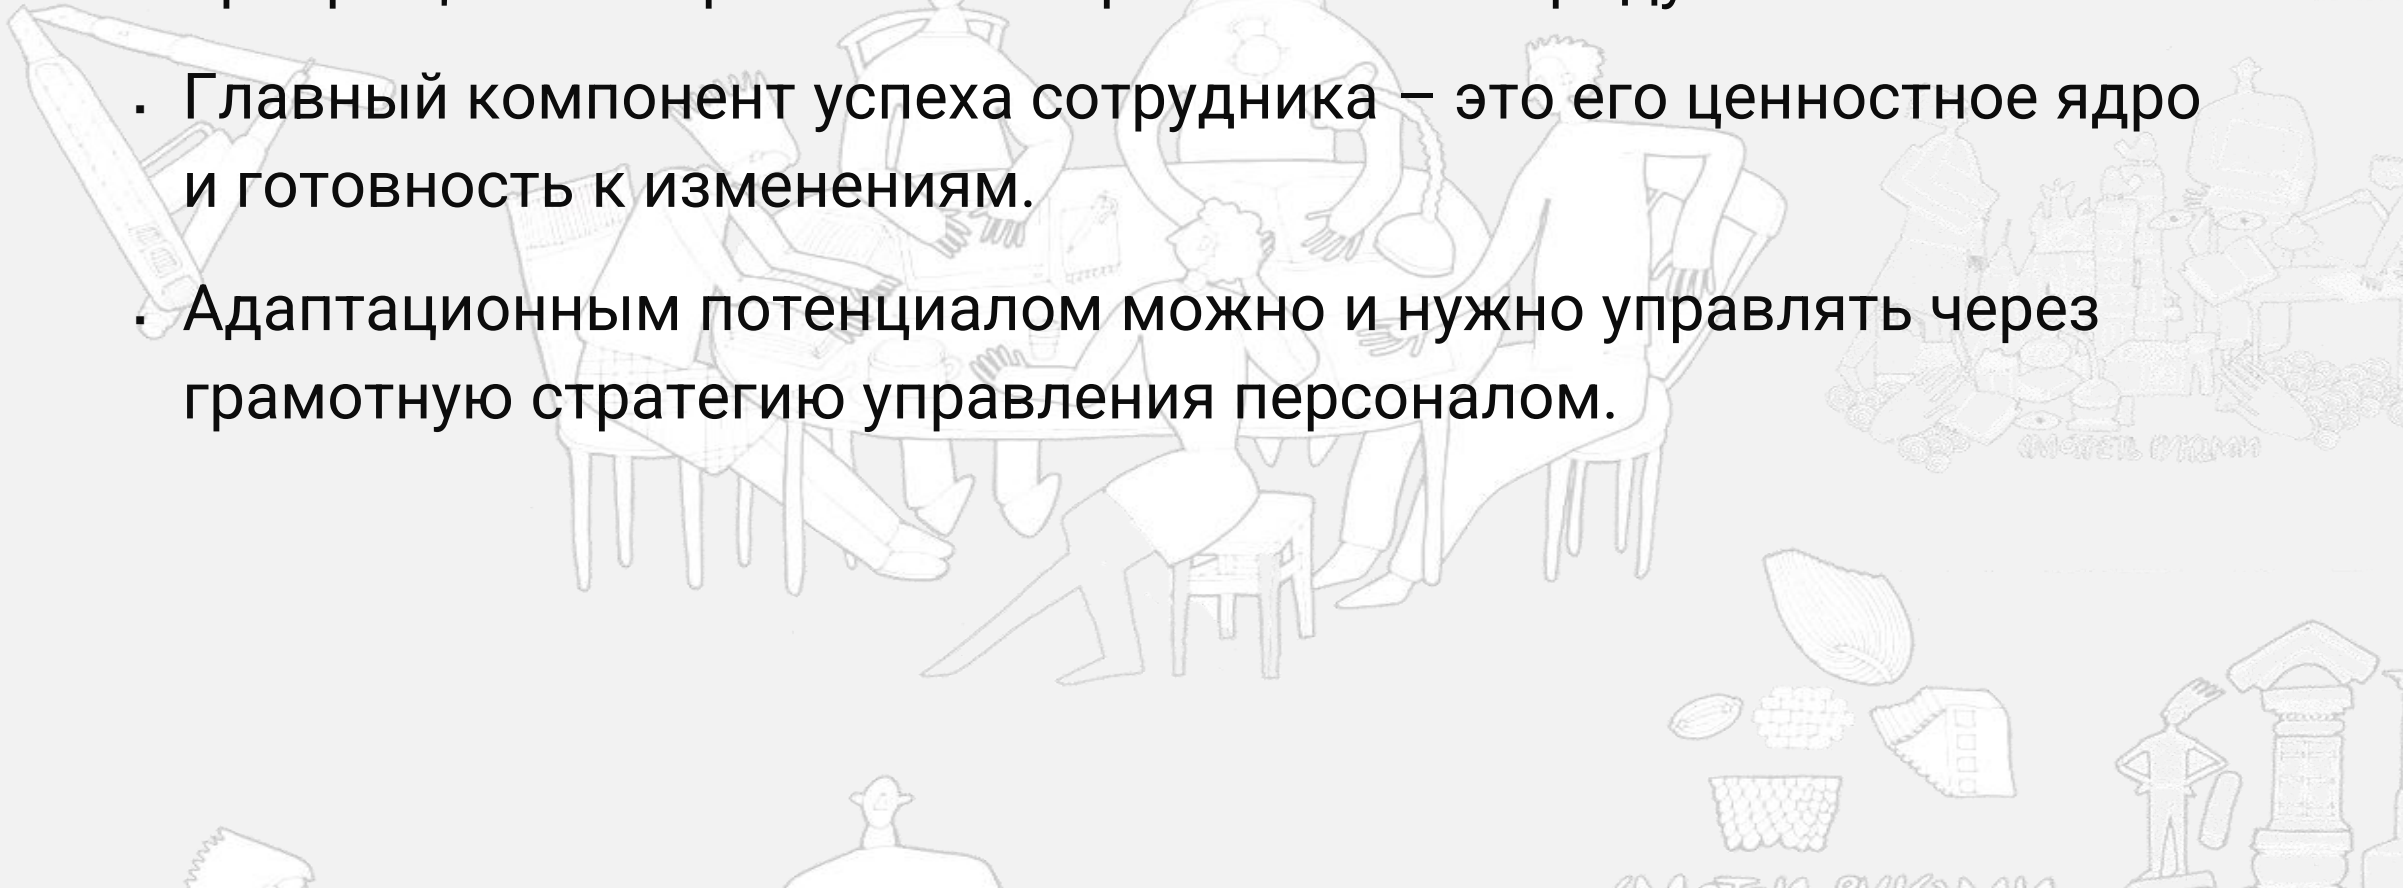 · Главный компонент успеха сотрудника – это его ценностное ядро
и готовность к изменениям.
· Адаптационным потенциалом можно и нужно управлять через
грамотную стратегию управления персоналом.